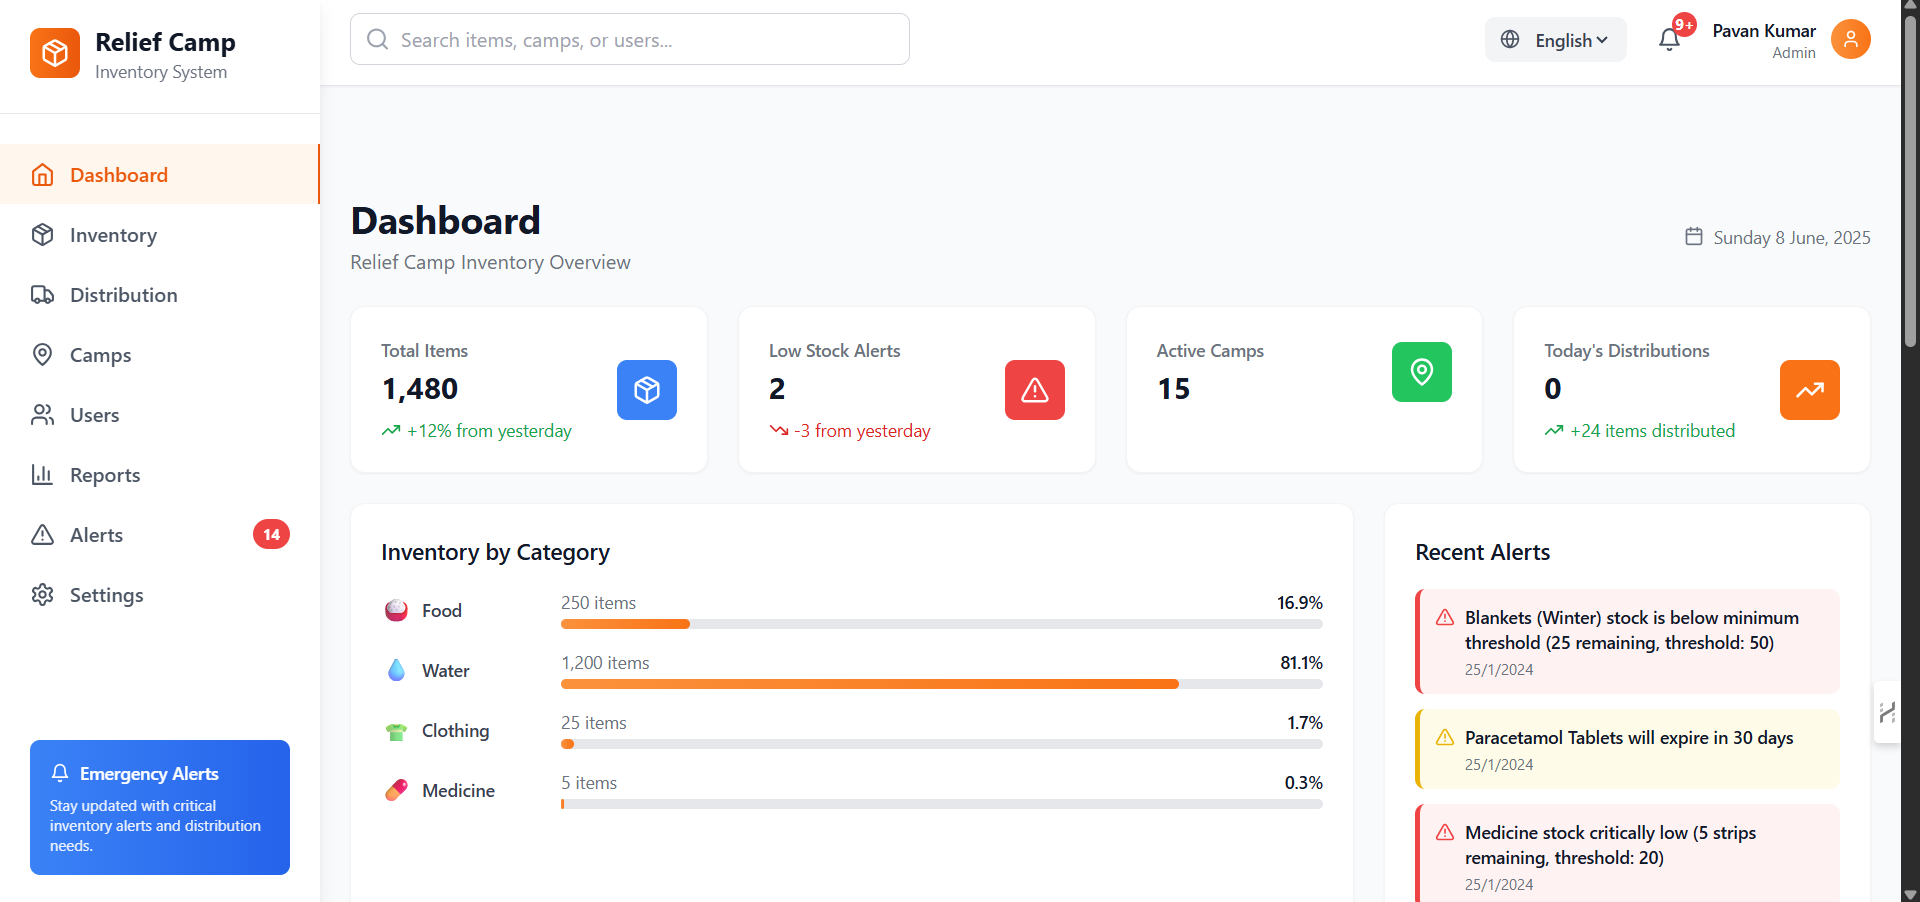 Relief Camp
Inventory System
Search items, camps, or users...
English
9+
Pavan Kumar
Admin
Dashboard
Inventory
Distribution
Camps
Users
Reports
Alerts
14
Settings
Emergency Alerts
Stay updated with critical
inventory alerts and distribution
needs.
Dashboard
Relief Camp Inventory Overview
Sunday 8 June, 2025
Total Items
1,480
+12% from yesterday
Low Stock Alerts
2
-3 from yesterday
Active Camps
15
Today's Distributions
0
+24 items distributed
Inventory by Category
Food
250 items
16.9%
Water
1,200 items
81.1%
Clothing
25 items
1.7%
Medicine
5 items
0.3%
Recent Alerts
Blankets (Winter) stock is below minimum
threshold (25 remaining, threshold: 50)
25/1/2024
Paracetamol Tablets will expire in 30 days
25/1/2024
Medicine stock critically low (5 strips
remaining, threshold: 20)
25/1/2024